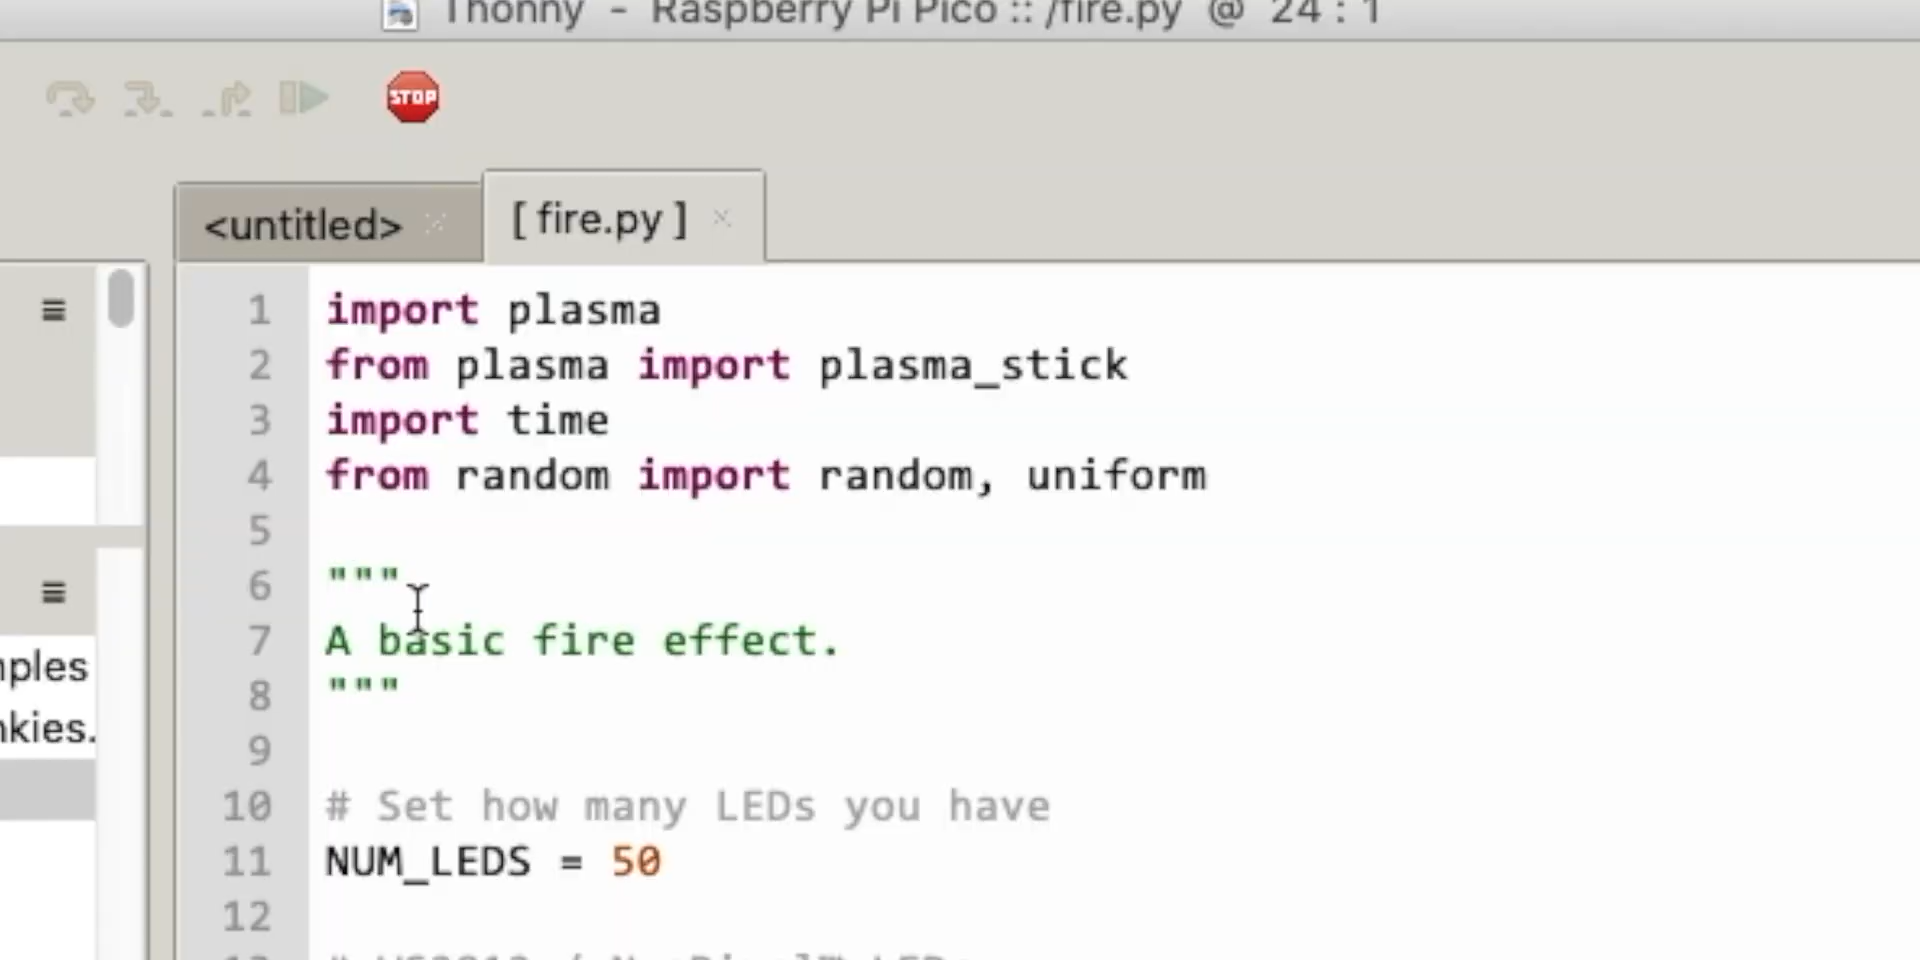 Thonny - Raspberry Pi Pico :: /fire.py @ 24 : 1
STOP
<untitled>
[ fire.py ]
1 import plasma
2 from plasma import plasma_stick
3 import time
4 from random import random, uniform
5
6 """
7 A basic fire effect.
8 """
9
10 # Set how many LEDs you have
11 NUM_LEDS = 50
12